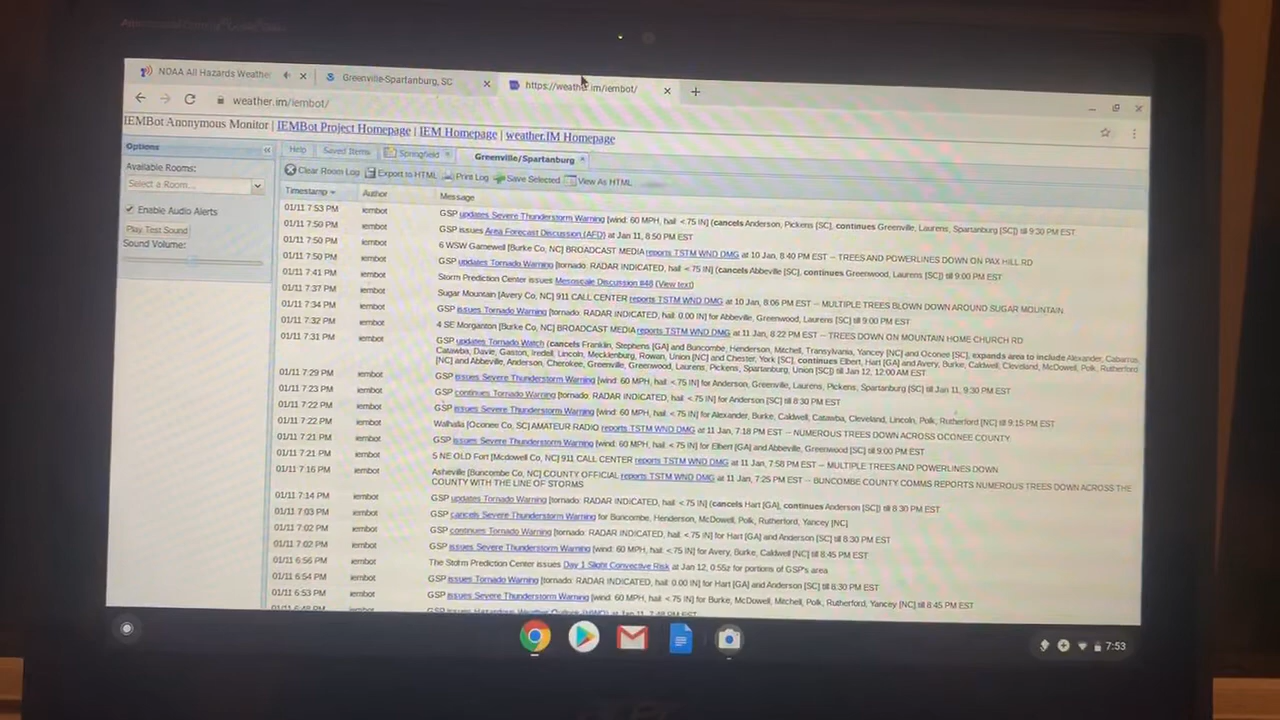 NOAA All Hazards Weather
Greenville-Spartanburg, SC
https://weather.im/iembot/
weather.im/iembot/
IEMBot Anonymous Monitor | IEMBot Project Homepage | IEM Homepage | weather.IM Homepage
Options
Help Saved Items Springfield Greenville/Spartanburg
Available Rooms:
Select a Room...
Enable Audio Alerts
Play Test Sound
Sound Volume:
Clear Room Log Export to HTML Print Log Save Selected View As HTML
Timestamp Author Message
01/11 7:53 PM iembot GSP updates Severe Thunderstorm Warning [wind: 60 MPH, hail: <.75 IN] (cancels Anderson, Pickens [SC], continues Greenville, Laurens, Spartanburg [SC]) till 9:30 PM EST
01/11 7:50 PM iembot GSP issues Area Forecast Discussion (AFD) at Jan 11, 8:50 PM EST
01/11 7:50 PM iembot 6 WSW Gamewell [Burke Co, NC] BROADCAST MEDIA reports TSTM WND DMG at 10 Jan, 8:40 PM EST -- TREES AND POWERLINES DOWN ON PAX HILL RD
01/11 7:50 PM iembot GSP updates Tornado Warning [tornado: RADAR INDICATED, hail: <.75 IN] (cancels Abbeville [SC], continues Greenwood, Laurens [SC]) till 9:00 PM EST
01/11 7:41 PM iembot Storm Prediction Center issues Mesoscale Discussion #48 (View text)
01/11 7:37 PM iembot Sugar Mountain [Avery Co, NC] 911 CALL CENTER reports TSTM WND DMG at 10 Jan, 8:06 PM EST -- MULTIPLE TREES BLOWN DOWN AROUND SUGAR MOUNTAIN
01/11 7:34 PM iembot GSP issues Tornado Warning [tornado: RADAR INDICATED, hail: 0.00 IN] for Abbeville, Greenwood, Laurens [SC] till 9:00 PM EST
01/11 7:32 PM iembot 4 SE Morganton [Burke Co, NC] BROADCAST MEDIA reports TSTM WND DMG at 11 Jan, 8:22 PM EST -- TREES DOWN ON MOUNTAIN HOME CHURCH RD
01/11 7:31 PM iembot GSP updates Tornado Watch (cancels Franklin, Stephens [GA] and Buncombe, Henderson, Mitchell, Transylvania, Yancey [NC] and Oconee [SC], expands area to include Alexander, Cabarrus,
Catawba, Davie, Gaston, Iredell, Lincoln, Mecklenburg, Rowan, Union [NC] and Chester, York [SC], continues Elbert, Hart [GA] and Avery, Burke, Caldwell, Cleveland, McDowell, Polk, Rutherford
[NC] and Abbeville, Anderson, Cherokee, Greenville, Greenwood, Laurens, Pickens, Spartanburg, Union [SC]) till Jan 12, 12:00 AM EST
01/11 7:29 PM iembot GSP issues Severe Thunderstorm Warning [wind: 60 MPH, hail: <.75 IN] for Anderson, Greenville, Laurens, Pickens, Spartanburg [SC] till Jan 11, 9:30 PM EST
01/11 7:23 PM iembot GSP continues Tornado Warning [tornado: RADAR INDICATED, hail: <.75 IN] for Anderson [SC] till 8:30 PM EST
01/11 7:22 PM iembot GSP issues Severe Thunderstorm Warning [wind: 60 MPH, hail: <.75 IN] for Alexander, Burke, Caldwell, Catawba, Cleveland, Lincoln, Polk, Rutherford [NC] till 9:15 PM EST
01/11 7:22 PM iembot Walhalla [Oconee Co, SC] AMATEUR RADIO reports TSTM WND DMG at 11 Jan, 7:18 PM EST -- NUMEROUS TREES DOWN ACROSS OCONEE COUNTY.
01/11 7:21 PM iembot GSP issues Severe Thunderstorm Warning [wind: 60 MPH, hail: <.75 IN] for Elbert [GA] and Abbeville, Greenwood [SC] till 9:00 PM EST
01/11 7:21 PM iembot 5 NE OLD Fort [Mcdowell Co, NC] 911 CALL CENTER reports TSTM WND DMG at 11 Jan, 7:58 PM EST -- MULTIPLE TREES AND POWERLINES DOWN
01/11 7:16 PM iembot Asheville [Buncombe Co, NC] COUNTY OFFICIAL reports TSTM WND DMG at 11 Jan, 7:25 PM EST -- BUNCOMBE COUNTY COMMS REPORTS NUMEROUS TREES DOWN ACROSS THE
COUNTY WITH THE LINE OF STORMS
01/11 7:14 PM iembot GSP updates Tornado Warning [tornado: RADAR INDICATED, hail: <.75 IN] (cancels Hart [GA], continues Anderson [SC]) till 8:30 PM EST
01/11 7:03 PM iembot GSP cancels Severe Thunderstorm Warning for Buncombe, Henderson, McDowell, Polk, Rutherford, Yancey [NC]
01/11 7:02 PM iembot GSP continues Tornado Warning [tornado: RADAR INDICATED, hail: <.75 IN] for Hart [GA] and Anderson [SC] till 8:30 PM EST
01/11 7:02 PM iembot GSP issues Severe Thunderstorm Warning [wind: 60 MPH, hail: <.75 IN] for Avery, Burke, Caldwell [NC] till 8:45 PM EST
01/11 6:56 PM iembot The Storm Prediction Center issues Day 1 Slight Convective Risk at Jan 12, 0:55z for portions of GSP's area
01/11 6:54 PM iembot GSP issues Tornado Warning [tornado: RADAR INDICATED, hail: 0.00 IN] for Hart [GA] and Anderson [SC] till 8:30 PM EST
01/11 6:53 PM iembot GSP issues Severe Thunderstorm Warning [wind: 60 MPH, hail: <.75 IN] for Burke, McDowell, Mitchell, Polk, Rutherford, Yancey [NC] till 8:45 PM EST
01/11 6:48 PM iembot GSP issues Hazardous Weather Outlook (HWO) at Jan 11, 7:48 PM EST
7:53